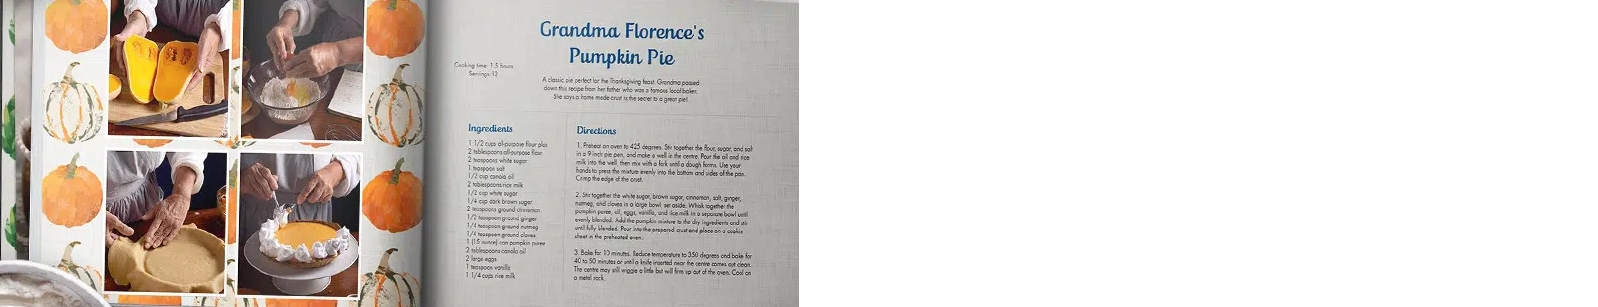 Grandma Florence's
Pumpkin Pie
Cooking time: 1.5 hours
Servings: 12
A classic pie perfect for the Thanksgiving feast. Grandma passed
down this recipe from her father who was a famous local baker.
She says a home made crust is the secret to a great pie!
Ingredients
1 1/2 cups all-purpose flour plus
2 tablespoons all-purpose flour
2 teaspoons white sugar
1 teaspoon salt
1/2 cup canola oil
2 tablespoons rice milk
1/2 cup white sugar
1/4 cup dark brown sugar
2 teaspoons ground cinnamon
1/2 teaspoon ground ginger
1/4 teaspoon ground nutmeg
1/4 teaspoon ground cloves
1 (15 ounce) can pumpkin puree
2 tablespoons canola oil
2 large eggs
1 teaspoon vanilla
1 1/4 cups rice milk
Directions
1. Preheat an oven to 425 degrees. Stir together the flour, sugar, and salt
in a 9 inch pie pan, and make a well in the centre. Pour the oil and rice
milk into the well, then mix with a fork until a dough forms. Use your
hands to press the mixture evenly into the bottom and sides of the pan.
Crimp the edge of the crust.
2. Stir together the white sugar, brown sugar, cinnamon, salt, ginger,
nutmeg, and cloves in a large bowl; set aside. Whisk together the
pumpkin puree, oil, eggs, vanilla, and rice milk in a separate bowl until
evenly blended. Add the pumpkin mixture to the dry ingredients and stir
until fully blended. Pour into the prepared crust and place on a cookie
sheet in the preheated oven.
3. Bake for 10 minutes. Reduce temperature to 350 degrees and bake for
40 to 50 minutes or until a knife inserted near the centre comes out clean.
The centre may still wiggle a little but will firm up out of the oven. Cool on
a metal rack.